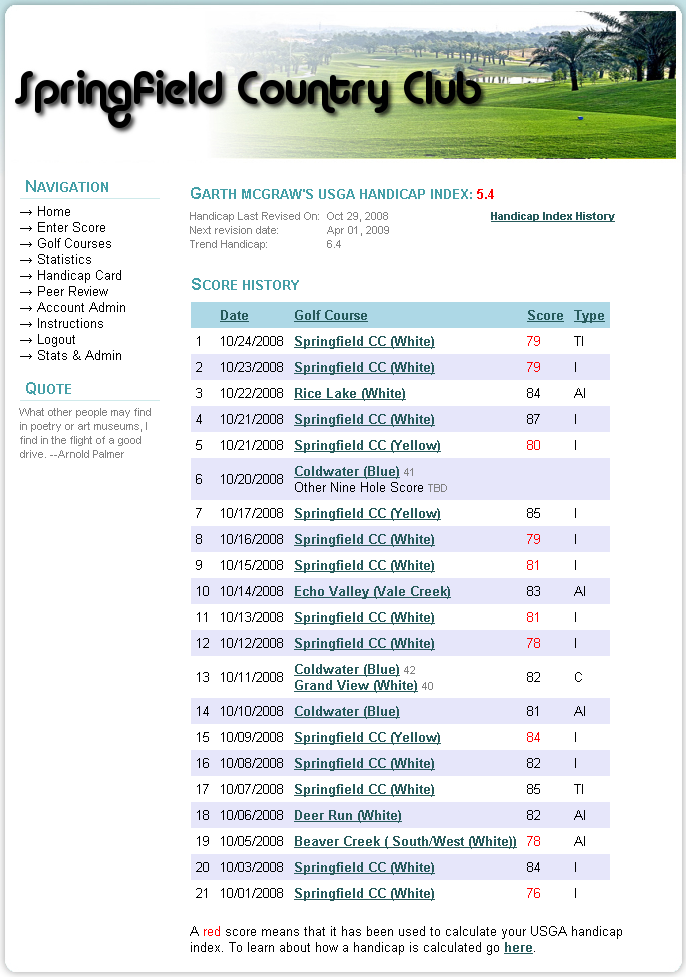 Springfield Country Club
NAVIGATION
→ Home
→ Enter Score
→ Golf Courses
→ Statistics
→ Handicap Card
→ Peer Review
→ Account Admin
→ Instructions
→ Logout
→ Stats & Admin
QUOTE
What other people may find
in poetry or art museums, I
find in the flight of a good
drive. --Arnold Palmer
GARTH MCGRAW'S USGA HANDICAP INDEX: 5.4
Handicap Last Revised On: Oct 29, 2008 Handicap Index History
Next revision date: Apr 01, 2009
Trend Handicap: 6.4
SCORE HISTORY
Date Golf Course Score Type
1 10/24/2008 Springfield CC (White) 79 TI
2 10/23/2008 Springfield CC (White) 79 I
3 10/22/2008 Rice Lake (White) 84 AI
4 10/21/2008 Springfield CC (White) 87 I
5 10/21/2008 Springfield CC (Yellow) 80 I
6 10/20/2008 Coldwater (Blue) 41
Other Nine Hole Score TBD
7 10/17/2008 Springfield CC (Yellow) 85 I
8 10/16/2008 Springfield CC (White) 79 I
9 10/15/2008 Springfield CC (White) 81 I
10 10/14/2008 Echo Valley (Vale Creek) 83 AI
11 10/13/2008 Springfield CC (White) 81 I
12 10/12/2008 Springfield CC (White) 78 I
13 10/11/2008 Coldwater (Blue) 42 82 C
Grand View (White) 40
14 10/10/2008 Coldwater (Blue) 81 AI
15 10/09/2008 Springfield CC (Yellow) 84 I
16 10/08/2008 Springfield CC (White) 82 I
17 10/07/2008 Springfield CC (White) 85 TI
18 10/06/2008 Deer Run (White) 82 AI
19 10/05/2008 Beaver Creek ( South/West (White)) 78 AI
20 10/03/2008 Springfield CC (White) 84 I
21 10/01/2008 Springfield CC (White) 76 I
A red score means that it has been used to calculate your USGA handicap
index. To learn about how a handicap is calculated go here.